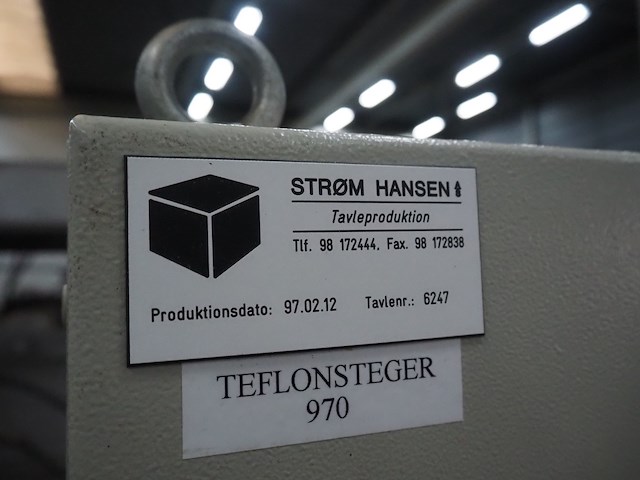 STRØM HANSEN A/S
Tavleproduktion
Tlf. 98 172444. Fax. 98 172838
Produktionsdato: 97.02.12 Tavlenr.: 6247
TEFLONSTEGER
970